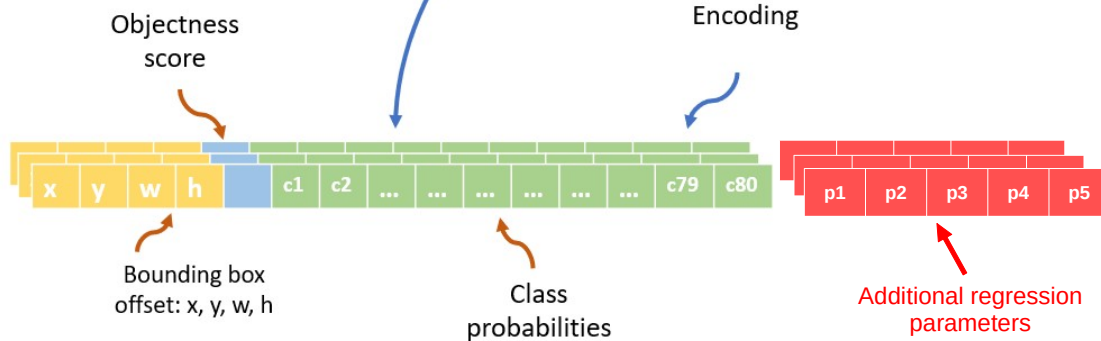 Objectness
score
Encoding
x y w h c1 c2 ... ... ... ... ... ... c79 c80
p1 p2 p3 p4 p5
Bounding box
offset: x, y, w, h
Class
probabilities
Additional regression
parameters